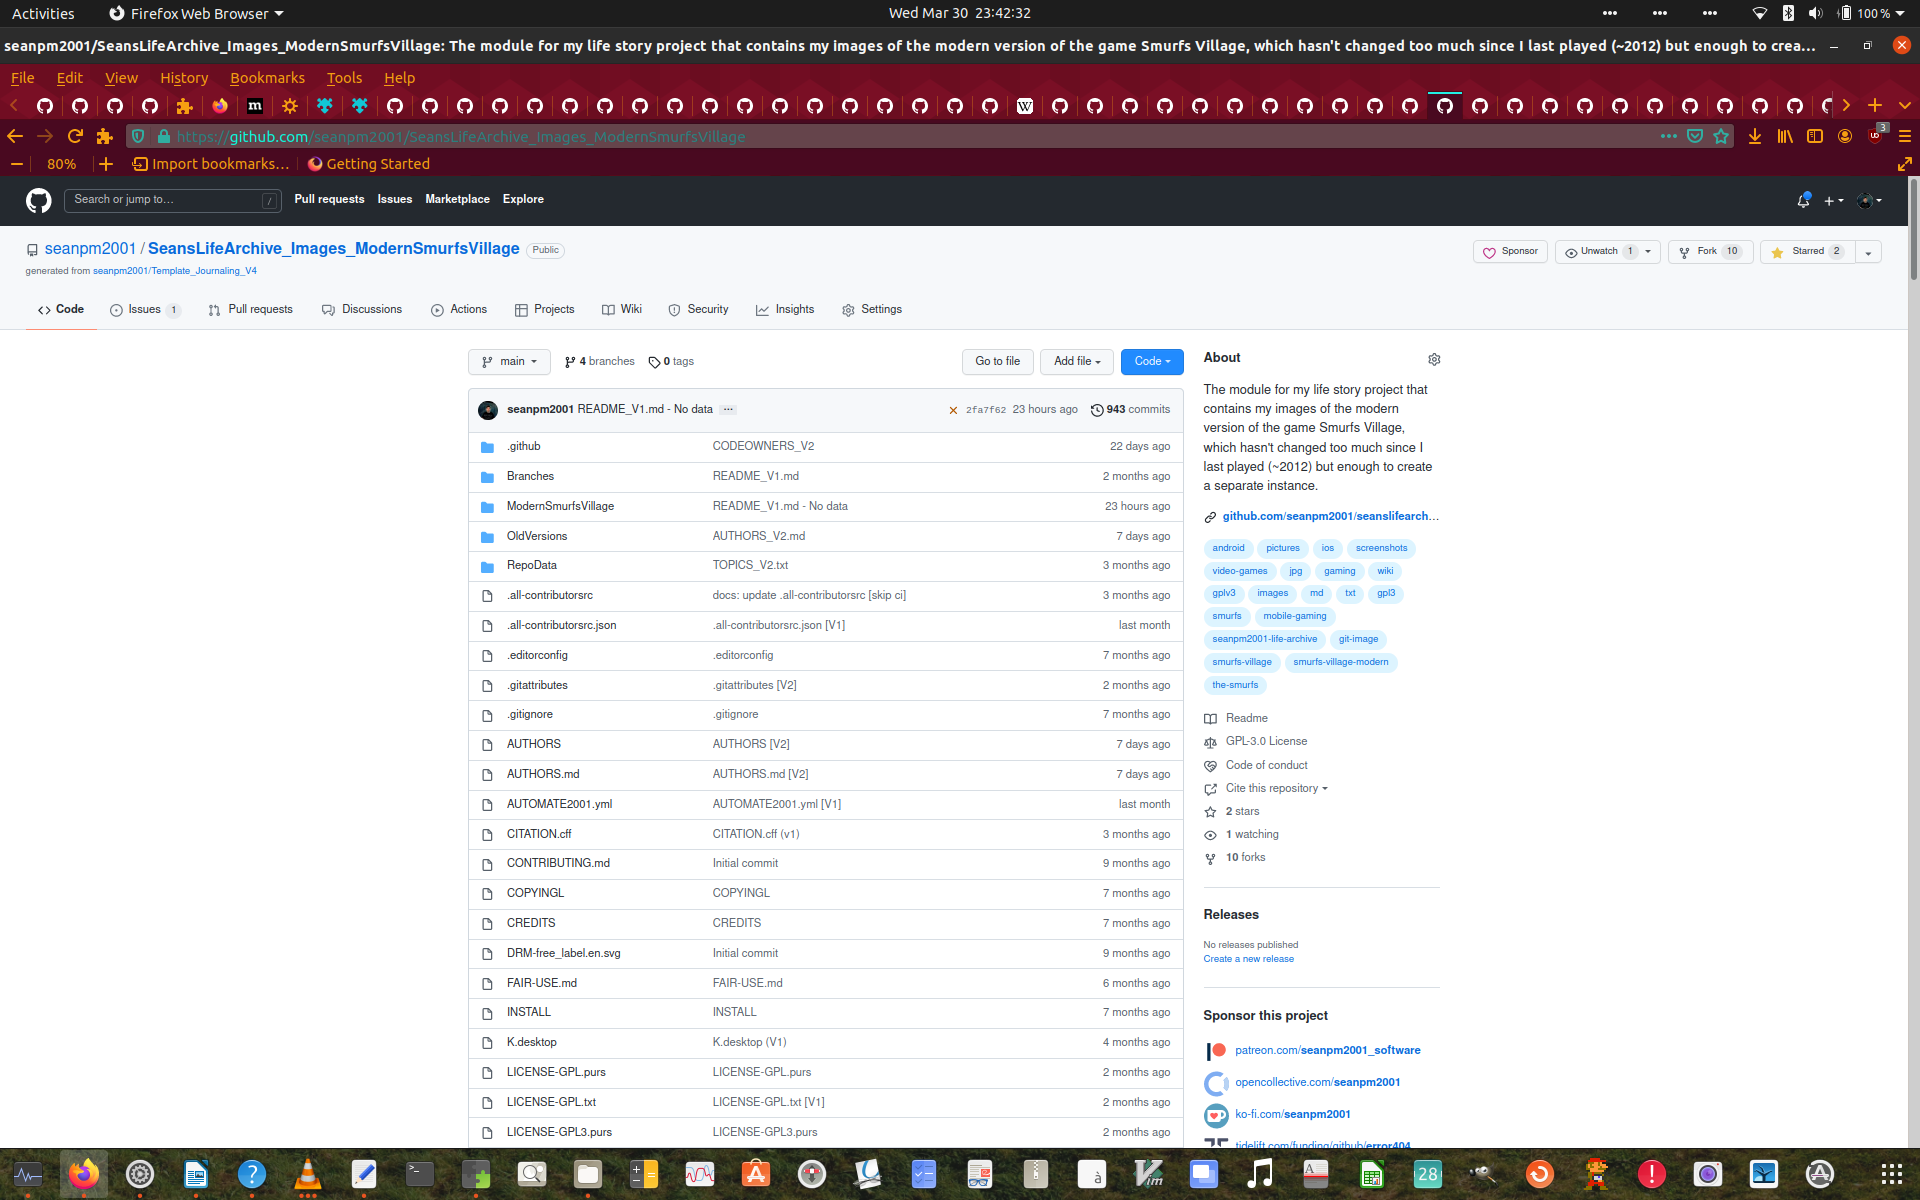 Activities
Firefox Web Browser
Wed Mar 30 23:42:32
100 %
seanpm2001/SeansLifeArchive_Images_ModernSmurfsVillage: The module for my life story project that contains my images of the modern version of the game Smurfs Village, which hasn't changed too much since I last played (~2012) but enough to crea…
File Edit View History Bookmarks Tools Help
https://github.com/seanpm2001/SeansLifeArchive_Images_ModernSmurfsVillage
3
80%
Import bookmarks…
Getting Started
Search or jump to…
/
Pull requests Issues Marketplace Explore
seanpm2001 / SeansLifeArchive_Images_ModernSmurfsVillage Public
generated from seanpm2001/Template_Journaling_V4
Sponsor
Unwatch 1
Fork 10
Starred 2
Code
Issues 1
Pull requests
Discussions
Actions
Projects
Wiki
Security
Insights
Settings
main
4 branches
0 tags
Go to file
Add file
Code
seanpm2001 README_V1.md - No data
2fa7f62 23 hours ago
943 commits
.github CODEOWNERS_V2 22 days ago
Branches README_V1.md 2 months ago
ModernSmurfsVillage README_V1.md - No data 23 hours ago
OldVersions AUTHORS_V2.md 7 days ago
RepoData TOPICS_V2.txt 3 months ago
.all-contributorsrc docs: update .all-contributorsrc [skip ci] 3 months ago
.all-contributorsrc.json .all-contributorsrc.json [V1] last month
.editorconfig .editorconfig 7 months ago
.gitattributes .gitattributes [V2] 2 months ago
.gitignore .gitignore 7 months ago
AUTHORS AUTHORS [V2] 7 days ago
AUTHORS.md AUTHORS.md [V2] 7 days ago
AUTOMATE2001.yml AUTOMATE2001.yml [V1] last month
CITATION.cff CITATION.cff (v1) 3 months ago
CONTRIBUTING.md Initial commit 9 months ago
COPYINGL COPYINGL 7 months ago
CREDITS CREDITS 7 months ago
DRM-free_label.en.svg Initial commit 9 months ago
FAIR-USE.md FAIR-USE.md 6 months ago
INSTALL INSTALL 7 months ago
K.desktop K.desktop (V1) 4 months ago
LICENSE-GPL.purs LICENSE-GPL.purs 2 months ago
LICENSE-GPL.txt LICENSE-GPL.txt [V1] 2 months ago
LICENSE-GPL3.purs LICENSE-GPL3.purs 2 months ago
About
The module for my life story project that
contains my images of the modern
version of the game Smurfs Village,
which hasn't changed too much since I
last played (~2012) but enough to create
a separate instance.
github.com/seanpm2001/seanslifearch…
android pictures ios screenshots
video-games jpg gaming wiki
gplv3 images md txt gpl3
smurfs mobile-gaming
seanpm2001-life-archive git-image
smurfs-village smurfs-village-modern
the-smurfs
Readme
GPL-3.0 License
Code of conduct
Cite this repository
2 stars
1 watching
10 forks
Releases
No releases published
Create a new release
Sponsor this project
patreon.com/seanpm2001_software
opencollective.com/seanpm2001
ko-fi.com/seanpm2001
tidelift.com/funding/github/error404
28